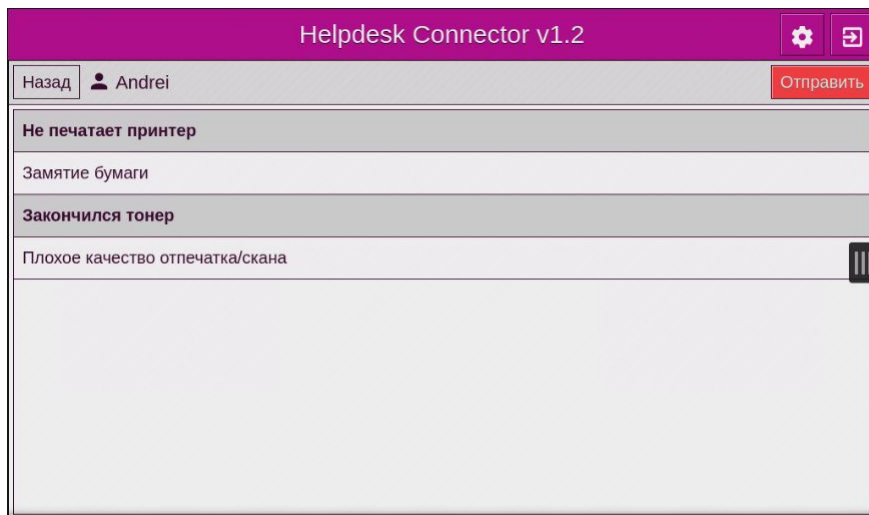 Helpdesk Connector v1.2
Назад Andrei Отправить
Не печатает принтер
Замятие бумаги
Закончился тонер
Плохое качество отпечатка/скана